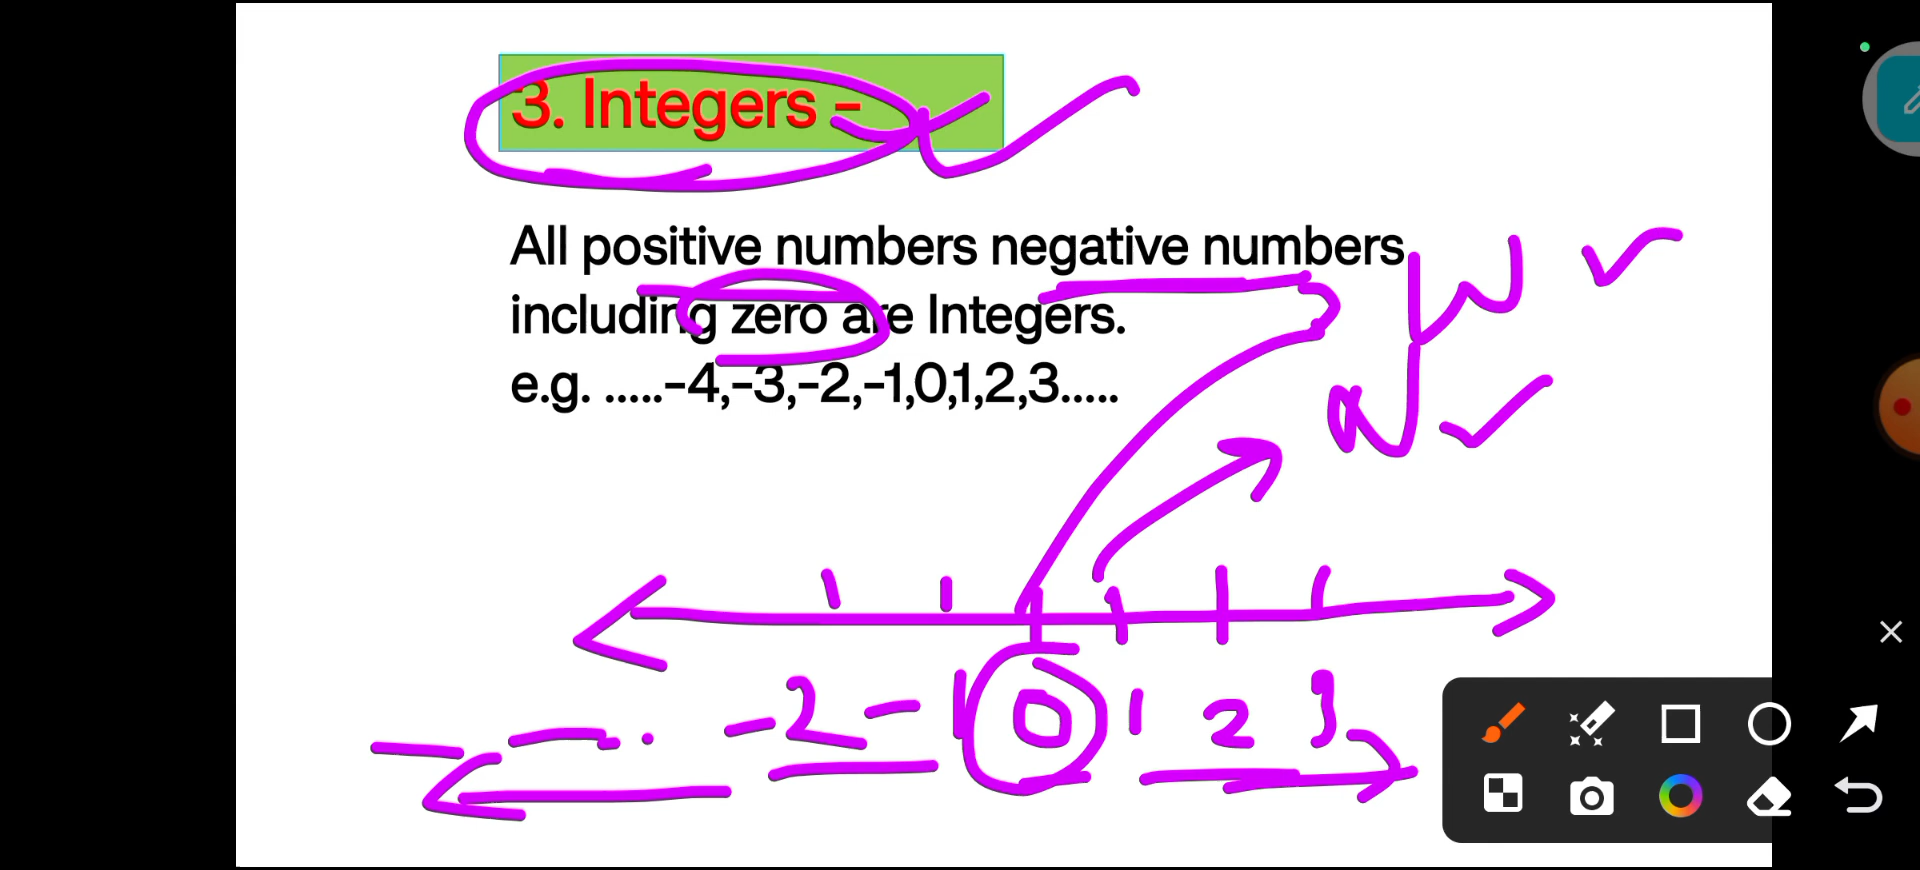 3. Integers -
All positive numbers negative numbers
including zero are Integers.
e.g. .....-4,-3,-2,-1,0,1,2,3.....
W
N
-2 -1 0 1 2 3